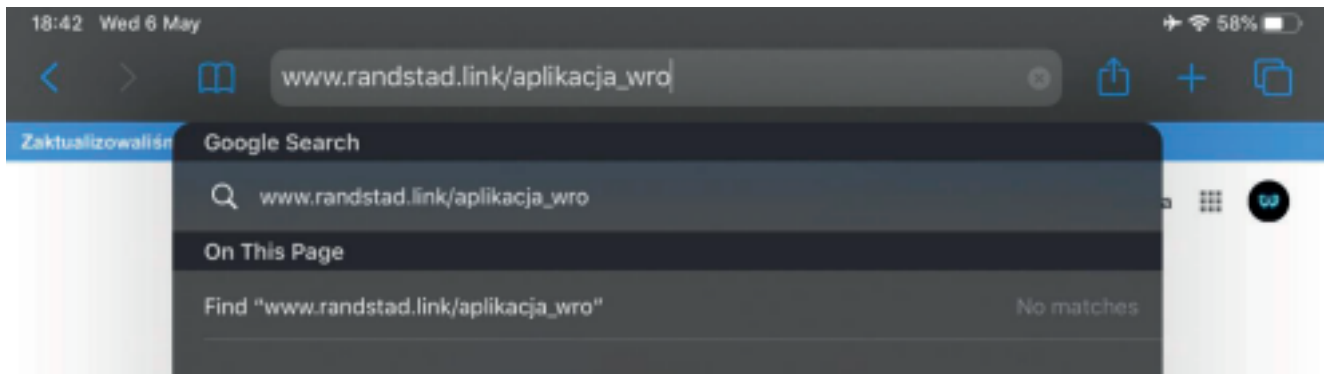 18:42 Wed 6 May 58%
www.randstad.link/aplikacja_wro
Zaktualizowaliśm
Google Search
www.randstad.link/aplikacja_wro
On This Page
Find "www.randstad.link/aplikacja_wro" No matches